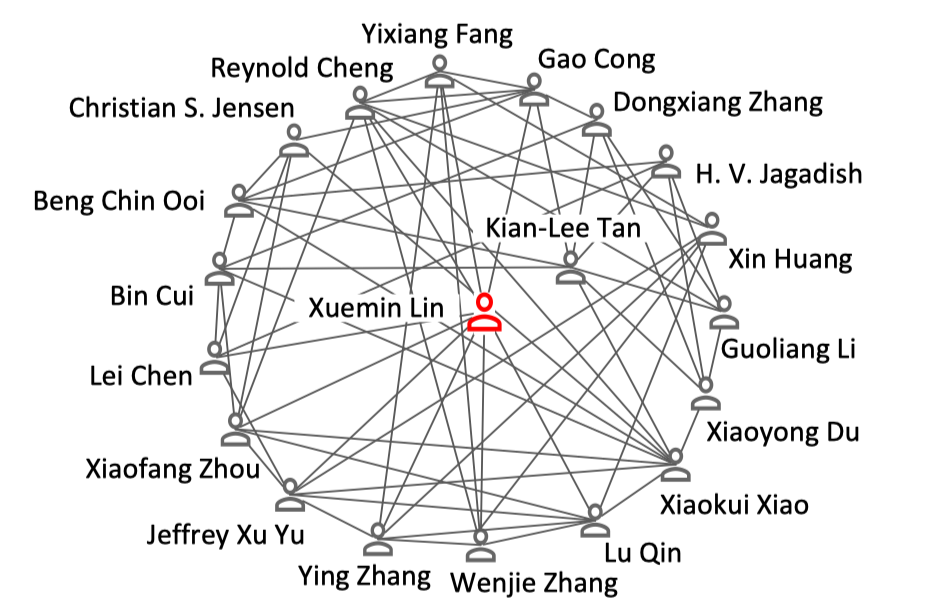 Yixiang Fang
Gao Cong
Reynold Cheng
Dongxiang Zhang
Christian S. Jensen
H. V. Jagadish
Beng Chin Ooi
Kian-Lee Tan
Xin Huang
Bin Cui
Xuemin Lin
Guoliang Li
Lei Chen
Xiaoyong Du
Xiaofang Zhou
Xiaokui Xiao
Jeffrey Xu Yu
Lu Qin
Ying Zhang
Wenjie Zhang